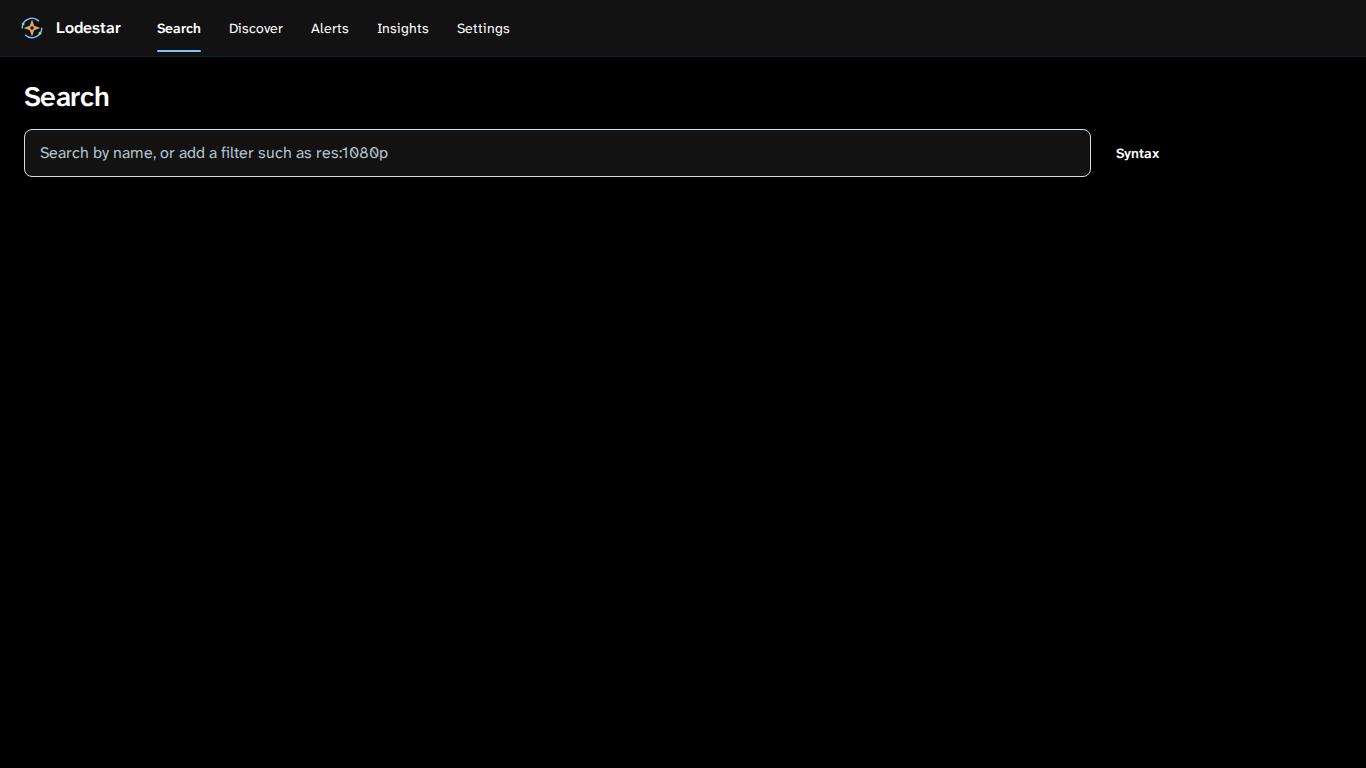 Lodestar Search Discover Alerts Insights Settings
Search
Search by name, or add a filter such as res:1080p Syntax